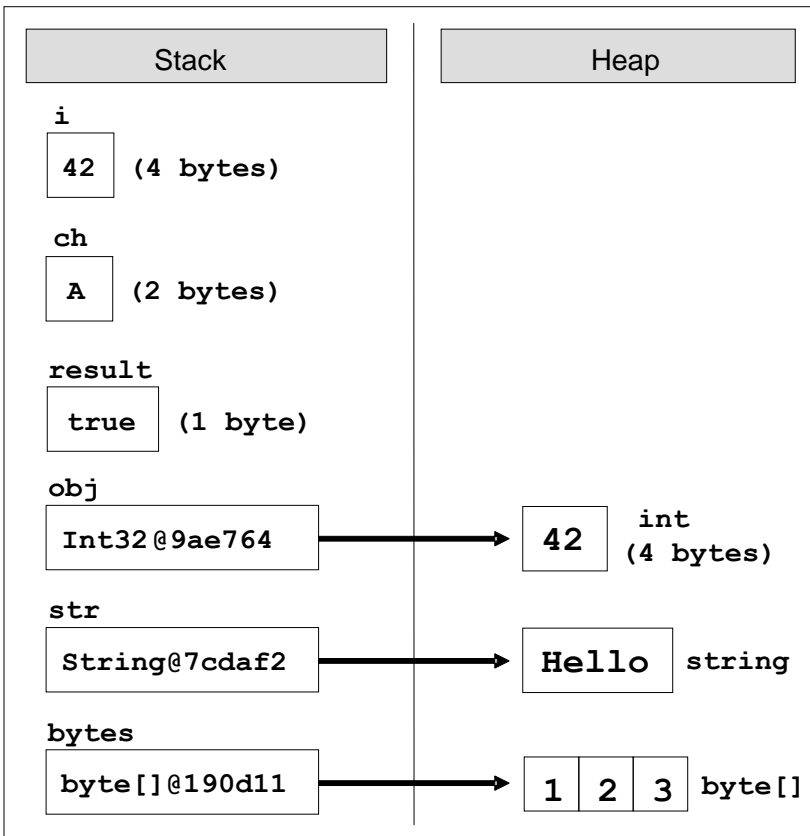 Stack
Heap
i
42 (4 bytes)
ch
A (2 bytes)
result
true (1 byte)
obj
Int32@9ae764
42
int
(4 bytes)
str
String@7cdaf2
Hello string
bytes
byte[]@190d11
1 2 3 byte[]